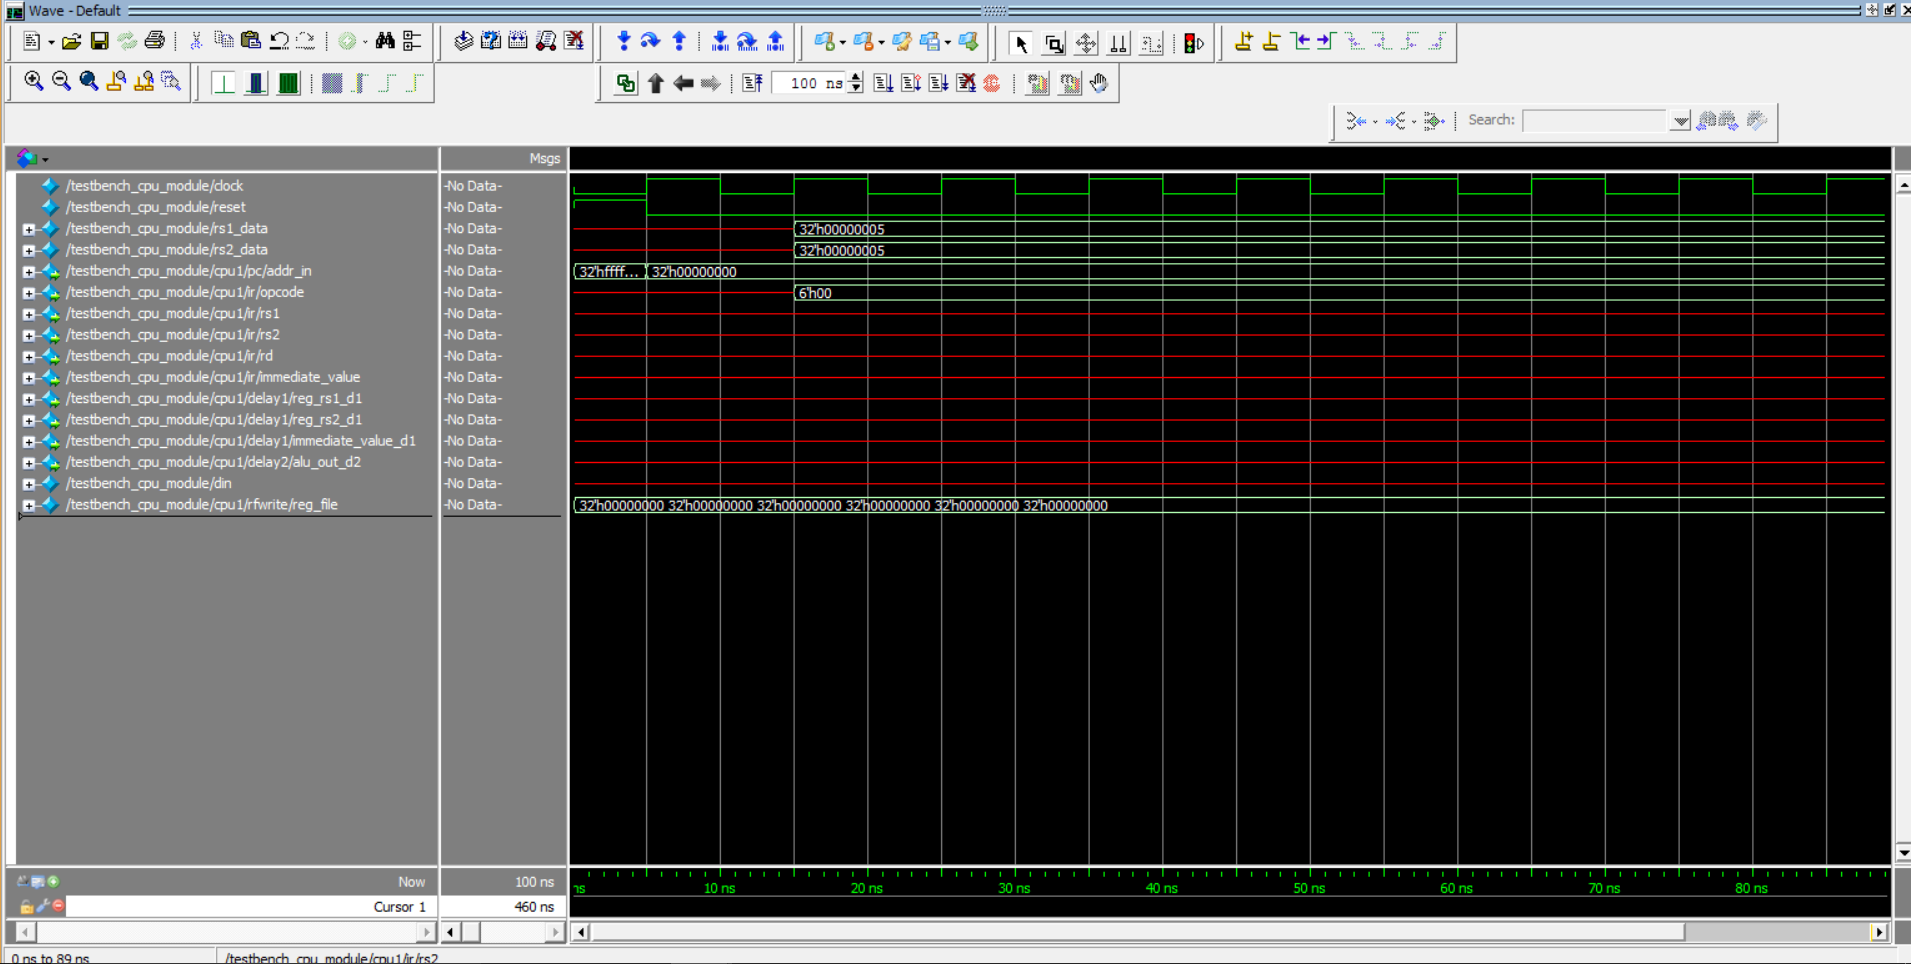 Wave - Default
100 ns
Search:
Msgs
/testbench_cpu_module/clock -No Data-
/testbench_cpu_module/reset -No Data-
/testbench_cpu_module/rs1_data -No Data- 32'h00000005
/testbench_cpu_module/rs2_data -No Data- 32'h00000005
/testbench_cpu_module/cpu1/pc/addr_in -No Data- 32'hffff... 32'h00000000
/testbench_cpu_module/cpu1/ir/opcode -No Data- 6'h00
/testbench_cpu_module/cpu1/ir/rs1 -No Data-
/testbench_cpu_module/cpu1/ir/rs2 -No Data-
/testbench_cpu_module/cpu1/ir/rd -No Data-
/testbench_cpu_module/cpu1/ir/immediate_value -No Data-
/testbench_cpu_module/cpu1/delay1/reg_rs1_d1 -No Data-
/testbench_cpu_module/cpu1/delay1/reg_rs2_d1 -No Data-
/testbench_cpu_module/cpu1/delay1/immediate_value_d1 -No Data-
/testbench_cpu_module/cpu1/delay2/alu_out_d2 -No Data-
/testbench_cpu_module/din -No Data-
/testbench_cpu_module/cpu1/rfwrite/reg_file -No Data- 32'h00000000 32'h00000000 32'h00000000 32'h00000000 32'h00000000 32'h00000000
Now 100 ns ns 10 ns 20 ns 30 ns 40 ns 50 ns 60 ns 70 ns 80 ns
Cursor 1 460 ns
0 ns to 89 ns /testbench_cpu_module/cpu1/ir/rs2